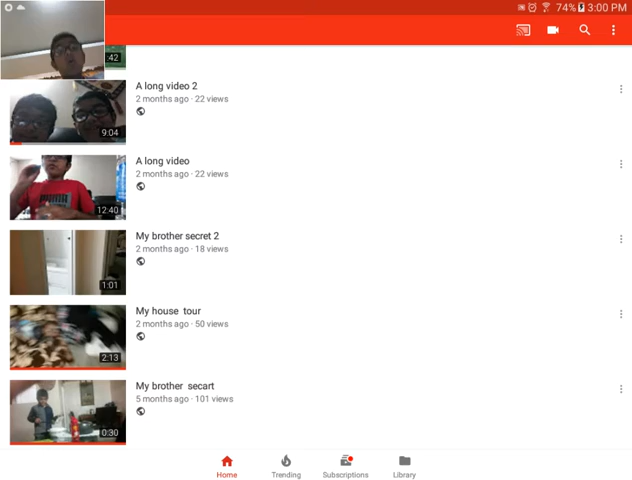 74% 3:00 PM
:42
A long video 2
2 months ago · 22 views
9:04
A long video
2 months ago · 22 views
PUMA
12:40
My brother secret 2
2 months ago · 18 views
1:01
My house tour
2 months ago · 50 views
2:13
My brother secart
5 months ago · 101 views
0:30
Home Trending Subscriptions Library